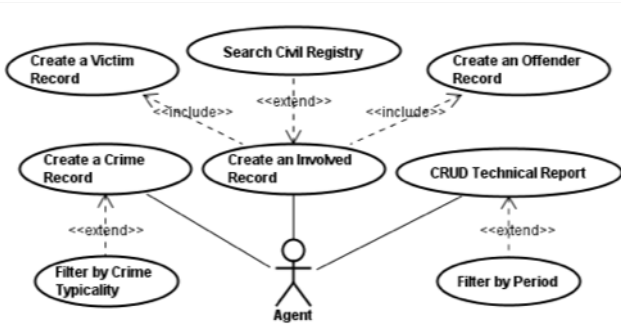 Create a Victim
Record
Search Civil Registry
Create an Offender
Record
<<include>>
<<extend>>
<<include>>
Create a Crime
Record
Create an Involved
Record
CRUD Technical Report
<<extend>>
<<extend>>
Filter by Crime
Typicality
Filter by Period
Agent